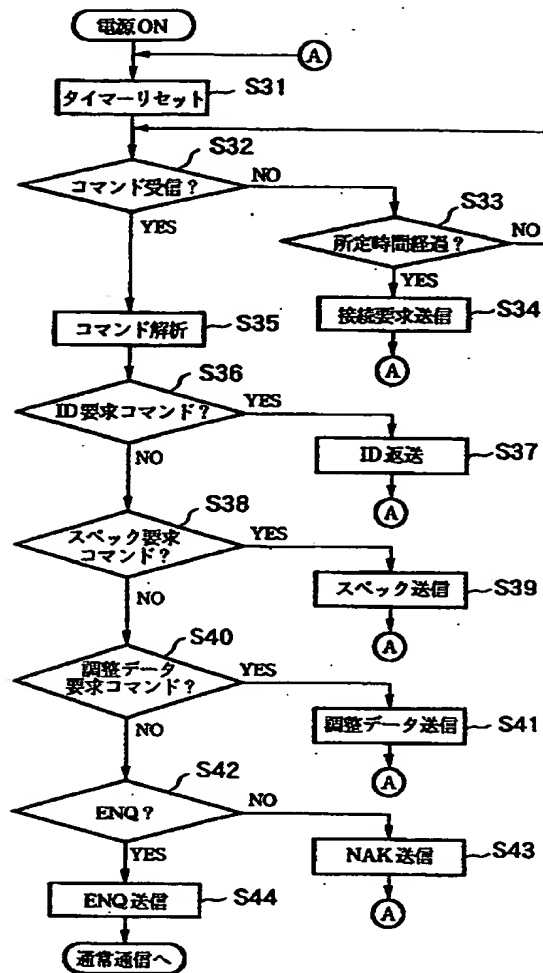 電源ON
A
タイマーリセット
S31
S32
コマンド受信?
NO
YES
S33
所定時間経過?
NO
YES
接続要求送信
S34
A
コマンド解析
S35
S36
ID要求コマンド?
YES
NO
ID返送
S37
A
S38
スペック要求
コマンド?
YES
NO
スペック送信
S39
A
S40
調整データ
要求コマンド?
YES
NO
調整データ送信
S41
A
S42
ENQ?
NO
YES
NAK送信
S43
A
ENQ送信
S44
通常通信へ